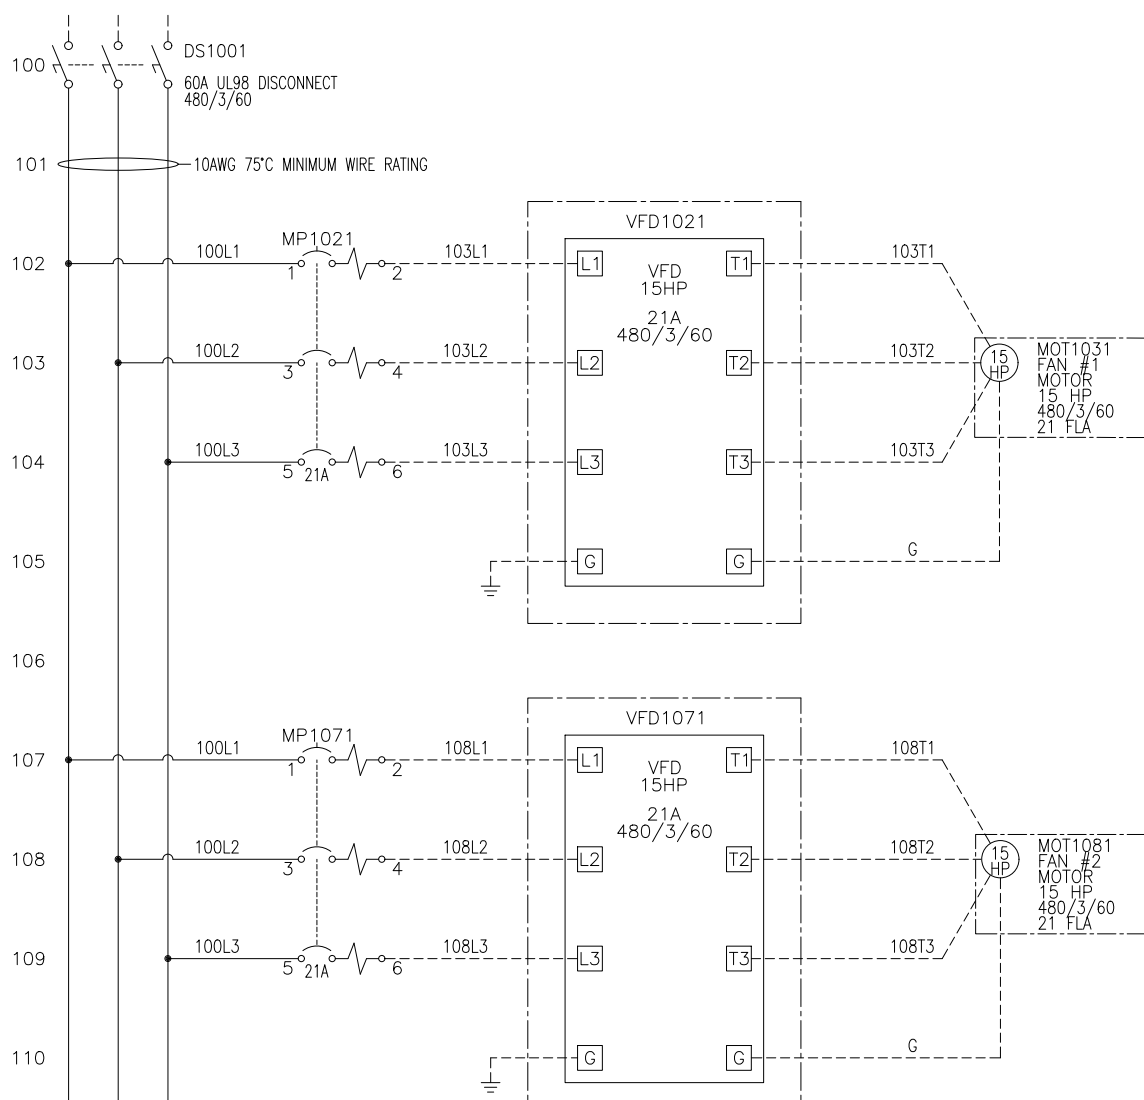 DS1001
100
60A UL98 DISCONNECT
480/3/60
101
10AWG 75°C MINIMUM WIRE RATING
VFD1021
102
100L1
MP1021
1
2
103L1
L1
VFD
15HP
21A
480/3/60
T1
103T1
103
100L2
3
4
103L2
L2
T2
103T2
15
HP
MOT1031
FAN #1
MOTOR
15 HP
480/3/60
21 FLA
104
100L3
5
21A
6
103L3
L3
T3
103T3
105
G
G
G
106
VFD1071
107
100L1
MP1071
1
2
108L1
L1
VFD
15HP
21A
480/3/60
T1
108T1
108
100L2
3
4
108L2
L2
T2
108T2
15
HP
MOT1081
FAN #2
MOTOR
15 HP
480/3/60
21 FLA
109
100L3
5
21A
6
108L3
L3
T3
108T3
110
G
G
G